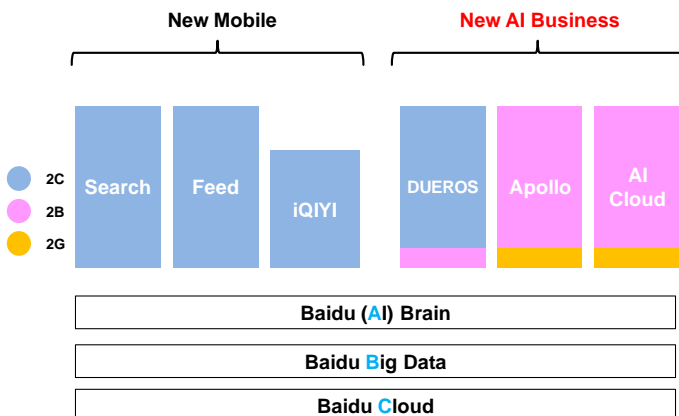 New Mobile
New AI Business
2C
2B
2G
Search
Feed
iQIYI
DUEROS
Apollo
AI
Cloud
Baidu (AI) Brain
Baidu Big Data
Baidu Cloud